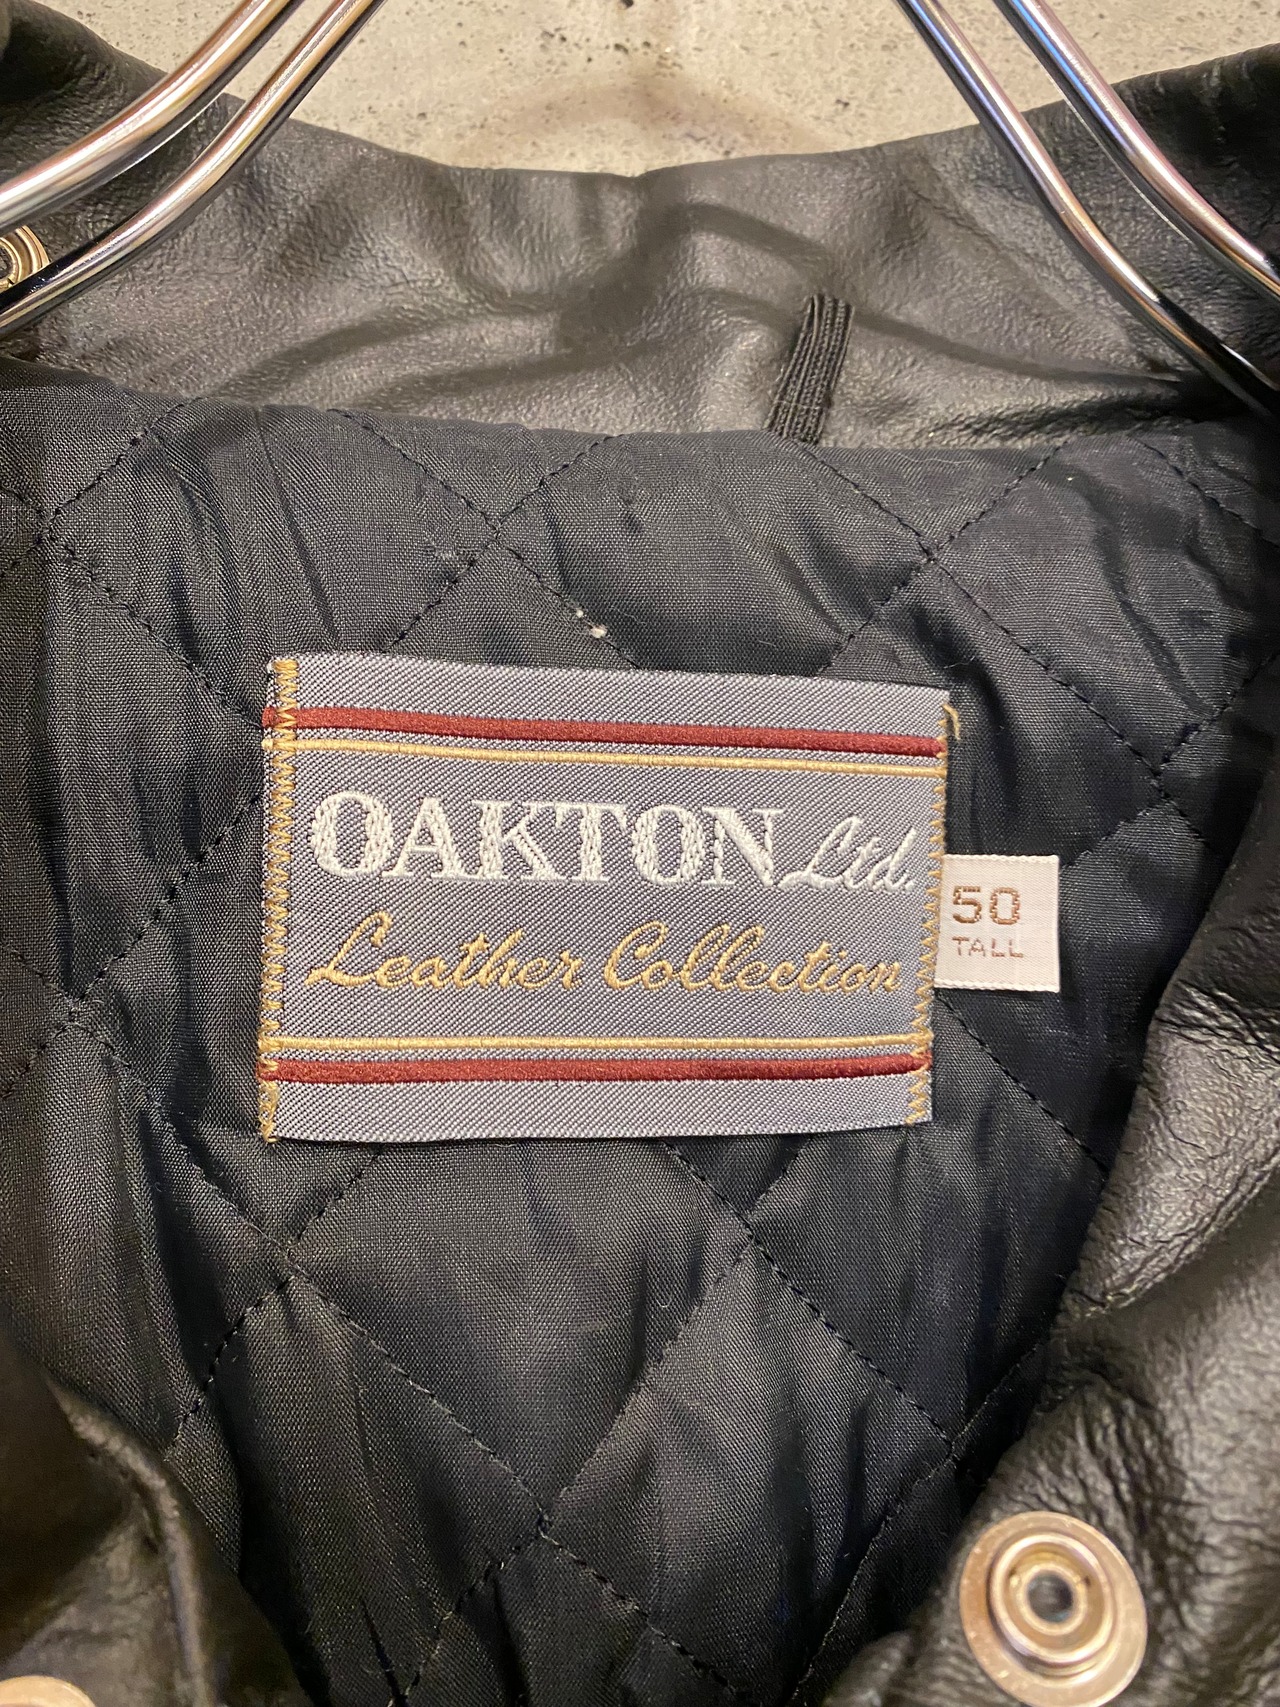 OAKTON Ltd.
Leather Collection
50
TALL